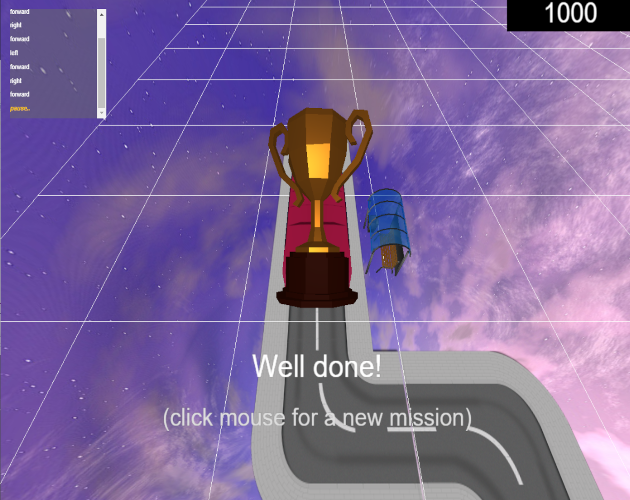 forward
right
forward
left
forward
right
forward
pause..
1000
Well done!
(click mouse for a new mission)